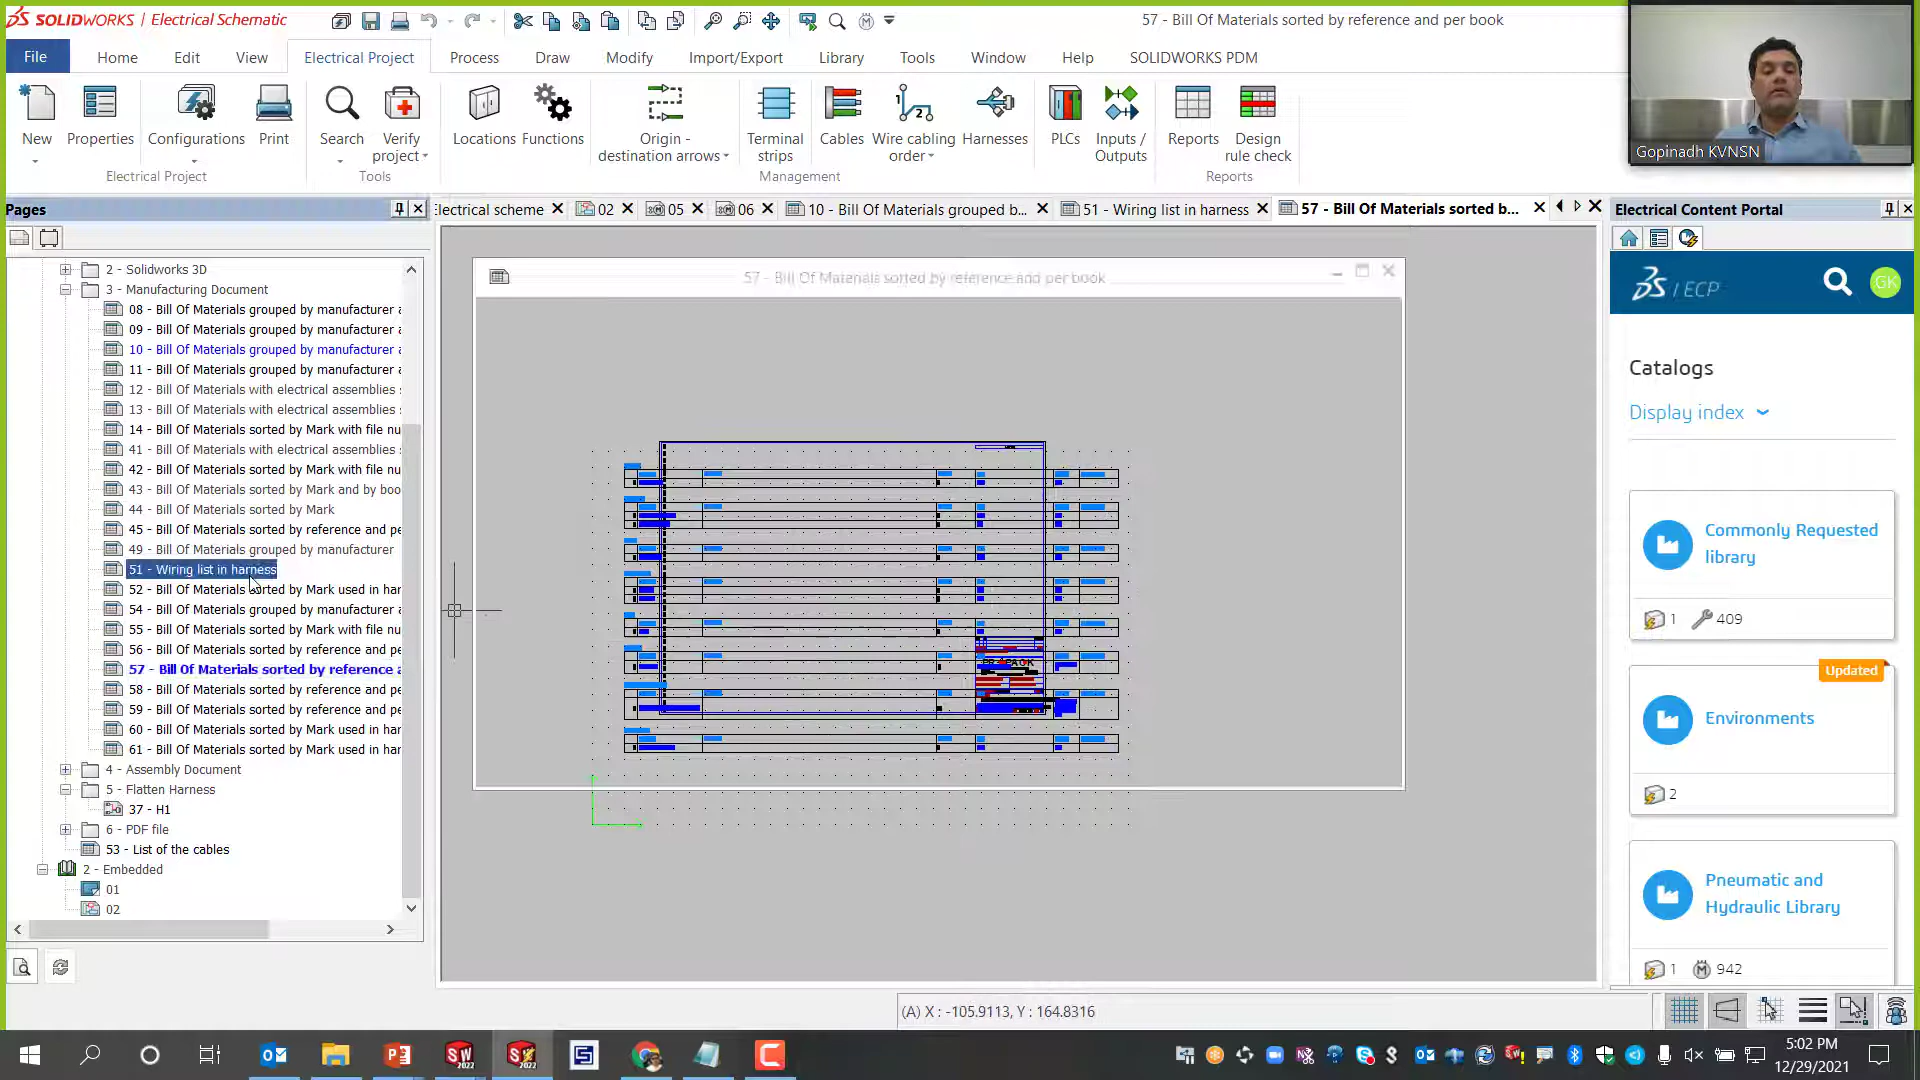 SOLIDWORKS | Electrical Schematic
57 - Bill Of Materials sorted by reference and per book
File Home Edit View Electrical Project Process Draw Modify Import/Export Library Tools Window Help SOLIDWORKS PDM
New Properties Configurations Print Search Verify project Locations Functions Origin - destination arrows Terminal strips Cables Wire cabling order Harnesses PLCs Inputs / Outputs Reports Design rule check
Electrical Project Tools Management Reports
Gopinadh KVNSN
Pages
lectrical scheme 02 05 06 10 - Bill Of Materials grouped b... 51 - Wiring list in harness 57 - Bill Of Materials sorted b...
Electrical Content Portal
2 - Solidworks 3D
3 - Manufacturing Document
08 - Bill Of Materials grouped by manufacturer a
09 - Bill Of Materials grouped by manufacturer a
10 - Bill Of Materials grouped by manufacturer a
11 - Bill Of Materials grouped by manufacturer a
12 - Bill Of Materials with electrical assemblies
13 - Bill Of Materials with electrical assemblies
14 - Bill Of Materials sorted by Mark with file nu
41 - Bill Of Materials with electrical assemblies
42 - Bill Of Materials sorted by Mark with file nu
43 - Bill Of Materials sorted by Mark and by boo
44 - Bill Of Materials sorted by Mark
45 - Bill Of Materials sorted by reference and pe
49 - Bill Of Materials grouped by manufacturer
51 - Wiring list in harness
52 - Bill Of Materials sorted by Mark used in har
54 - Bill Of Materials grouped by manufacturer a
55 - Bill Of Materials sorted by Mark with file nu
56 - Bill Of Materials sorted by reference and pe
57 - Bill Of Materials sorted by reference a
58 - Bill Of Materials sorted by reference and pe
59 - Bill Of Materials sorted by reference and pe
60 - Bill Of Materials sorted by Mark used in har
61 - Bill Of Materials sorted by Mark used in har
4 - Assembly Document
5 - Flatten Harness
37 - H1
6 - PDF file
53 - List of the cables
2 - Embedded
01
02
57 - Bill Of Materials sorted by reference and per book
| ECP
GK
Catalogs
Display index
Commonly Requested
library
1 409
Updated
Environments
2
Pneumatic and
Hydraulic Library
1 942
(A) X : -105.9113, Y : 164.8316
5:02 PM
12/29/2021